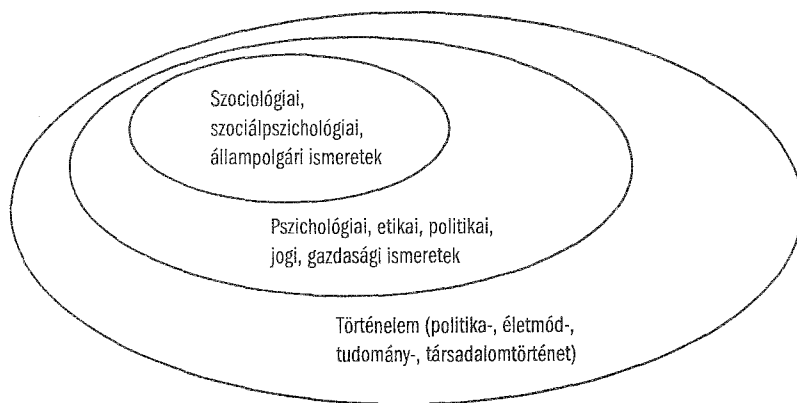 Szociológiai,
szociálpszichológiai,
állampolgári ismeretek
Pszichológiai, etikai, politikai,
jogi, gazdasági ismeretek
Történelem (politika-, életmód-,
tudomány-, társadalomtörténet)